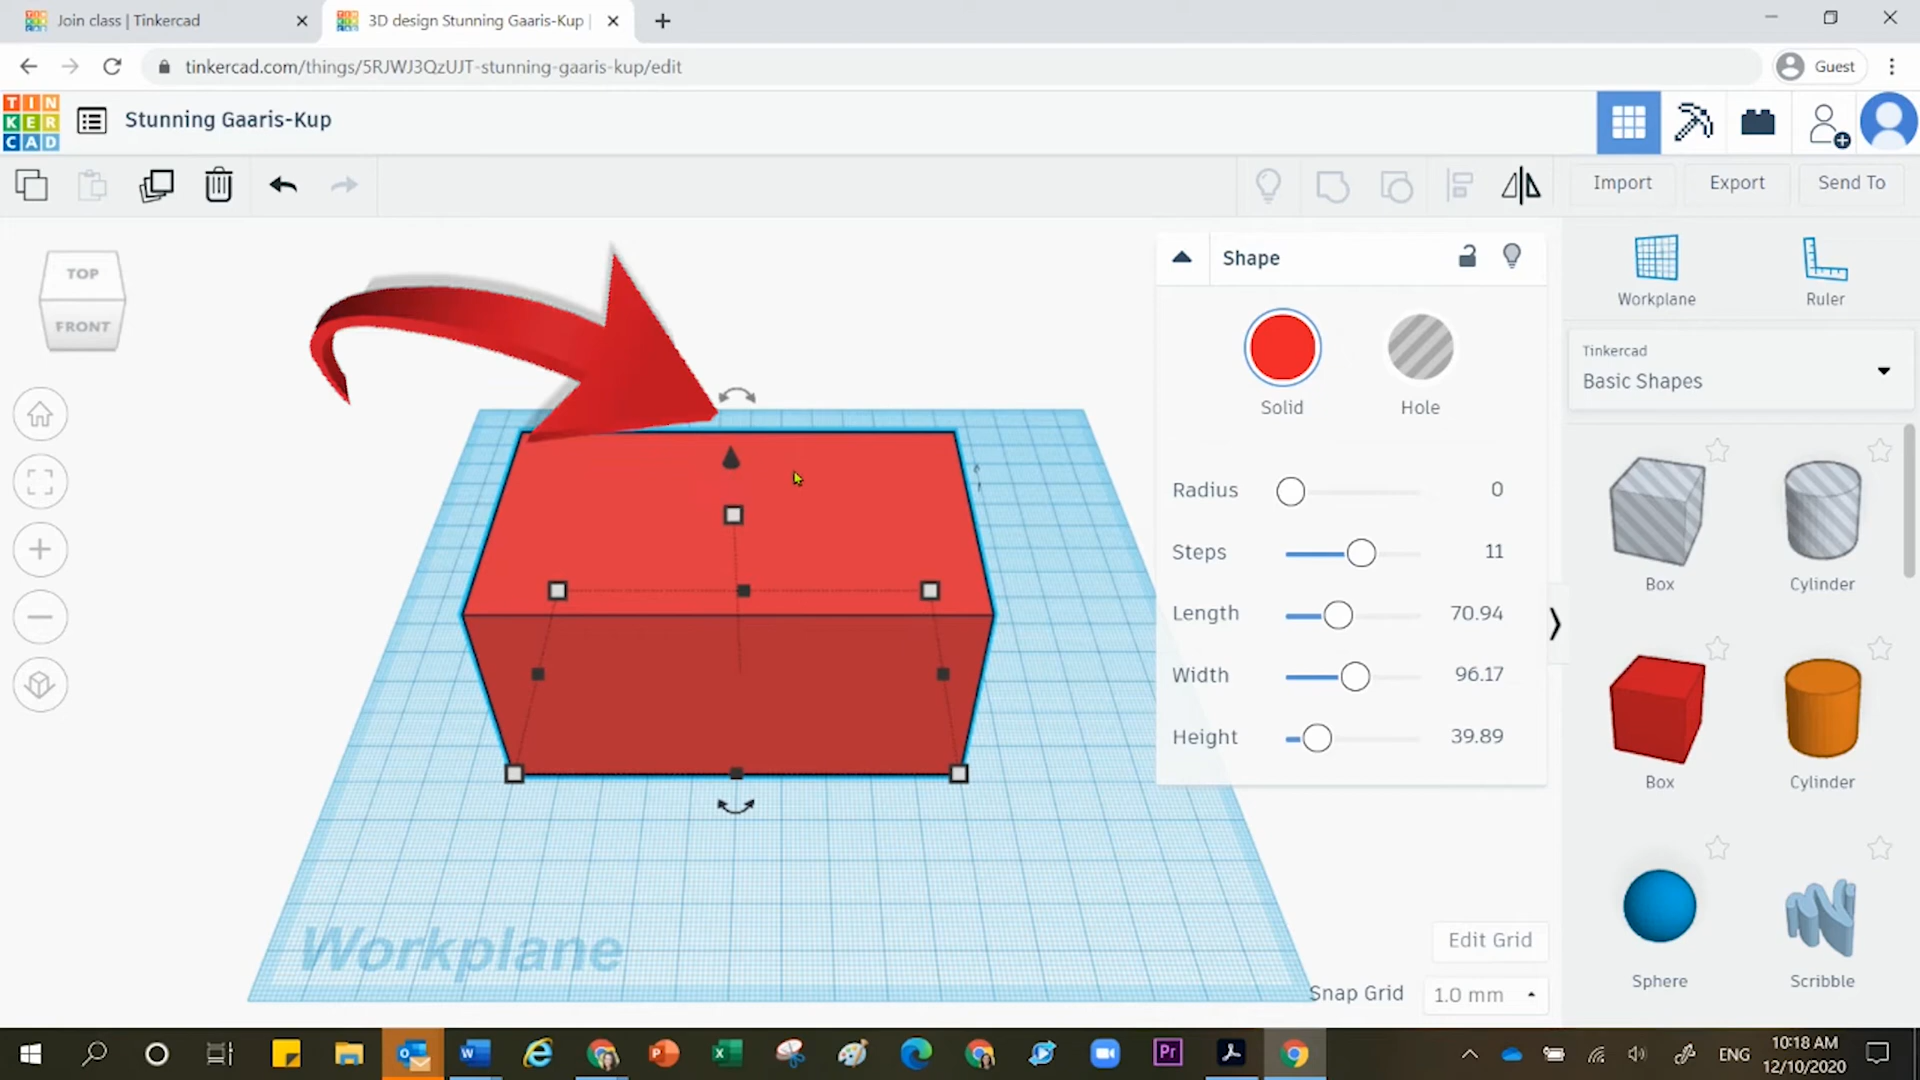 Join class | Tinkercad
3D design Stunning Gaaris-Kup |
tinkercad.com/things/5RJWJ3QzUJT-stunning-gaaris-kup/edit
Guest
TIN
KER
CAD
Stunning Gaaris-Kup
Import
Export
Send To
TOP
FRONT
Shape
Solid
Hole
Radius 0
Steps 11
Length 70.94
Width 96.17
Height 39.89
Workplane
Ruler
Tinkercad
Basic Shapes
Box
Cylinder
Box
Cylinder
Sphere
Scribble
Workplane
Edit Grid
Snap Grid 1.0 mm
Pr
ENG
10:18 AM
12/10/2020